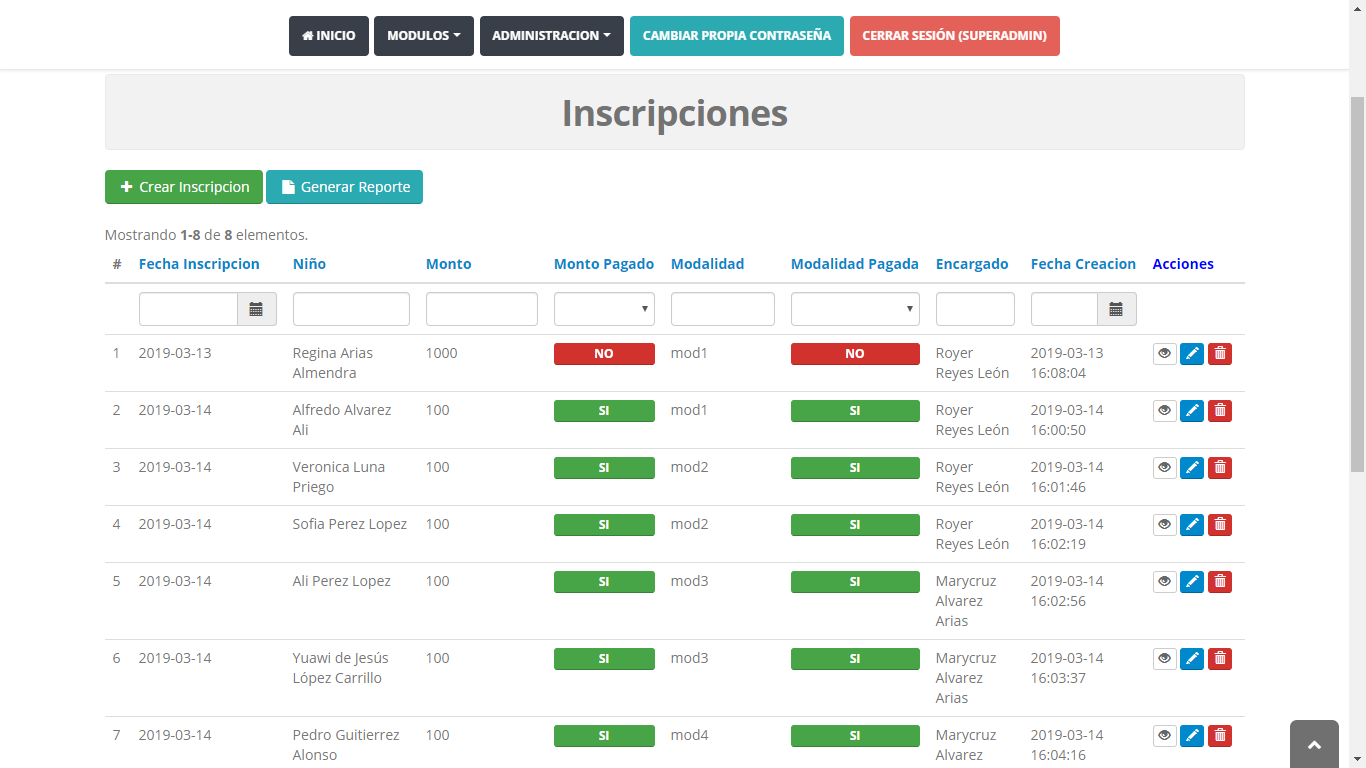 INICIO MODULOS ADMINISTRACION CAMBIAR PROPIA CONTRASEÑA CERRAR SESIÓN (SUPERADMIN)
Inscripciones
Crear Inscripcion Generar Reporte
Mostrando 1-8 de 8 elementos.
# Fecha Inscripcion Niño Monto Monto Pagado Modalidad Modalidad Pagada Encargado Fecha Creacion Acciones
1 2019-03-13 Regina Arias 1000 NO mod1 NO Royer 2019-03-13
Almendra Reyes León 16:08:04
2 2019-03-14 Alfredo Alvarez 100 SI mod1 SI Royer 2019-03-14
Ali Reyes León 16:00:50
3 2019-03-14 Veronica Luna 100 SI mod2 SI Royer 2019-03-14
Priego Reyes León 16:01:46
4 2019-03-14 Sofia Perez Lopez 100 SI mod2 SI Royer 2019-03-14
Reyes León 16:02:19
5 2019-03-14 Ali Perez Lopez 100 SI mod3 SI Marycruz 2019-03-14
Alvarez 16:02:56
Arias
6 2019-03-14 Yuawi de Jesús 100 SI mod3 SI Marycruz 2019-03-14
López Carrillo Alvarez 16:03:37
Arias
7 2019-03-14 Pedro Guitierrez 100 SI mod4 SI Marycruz 2019-03-14
Alonso Alvarez 16:04:16